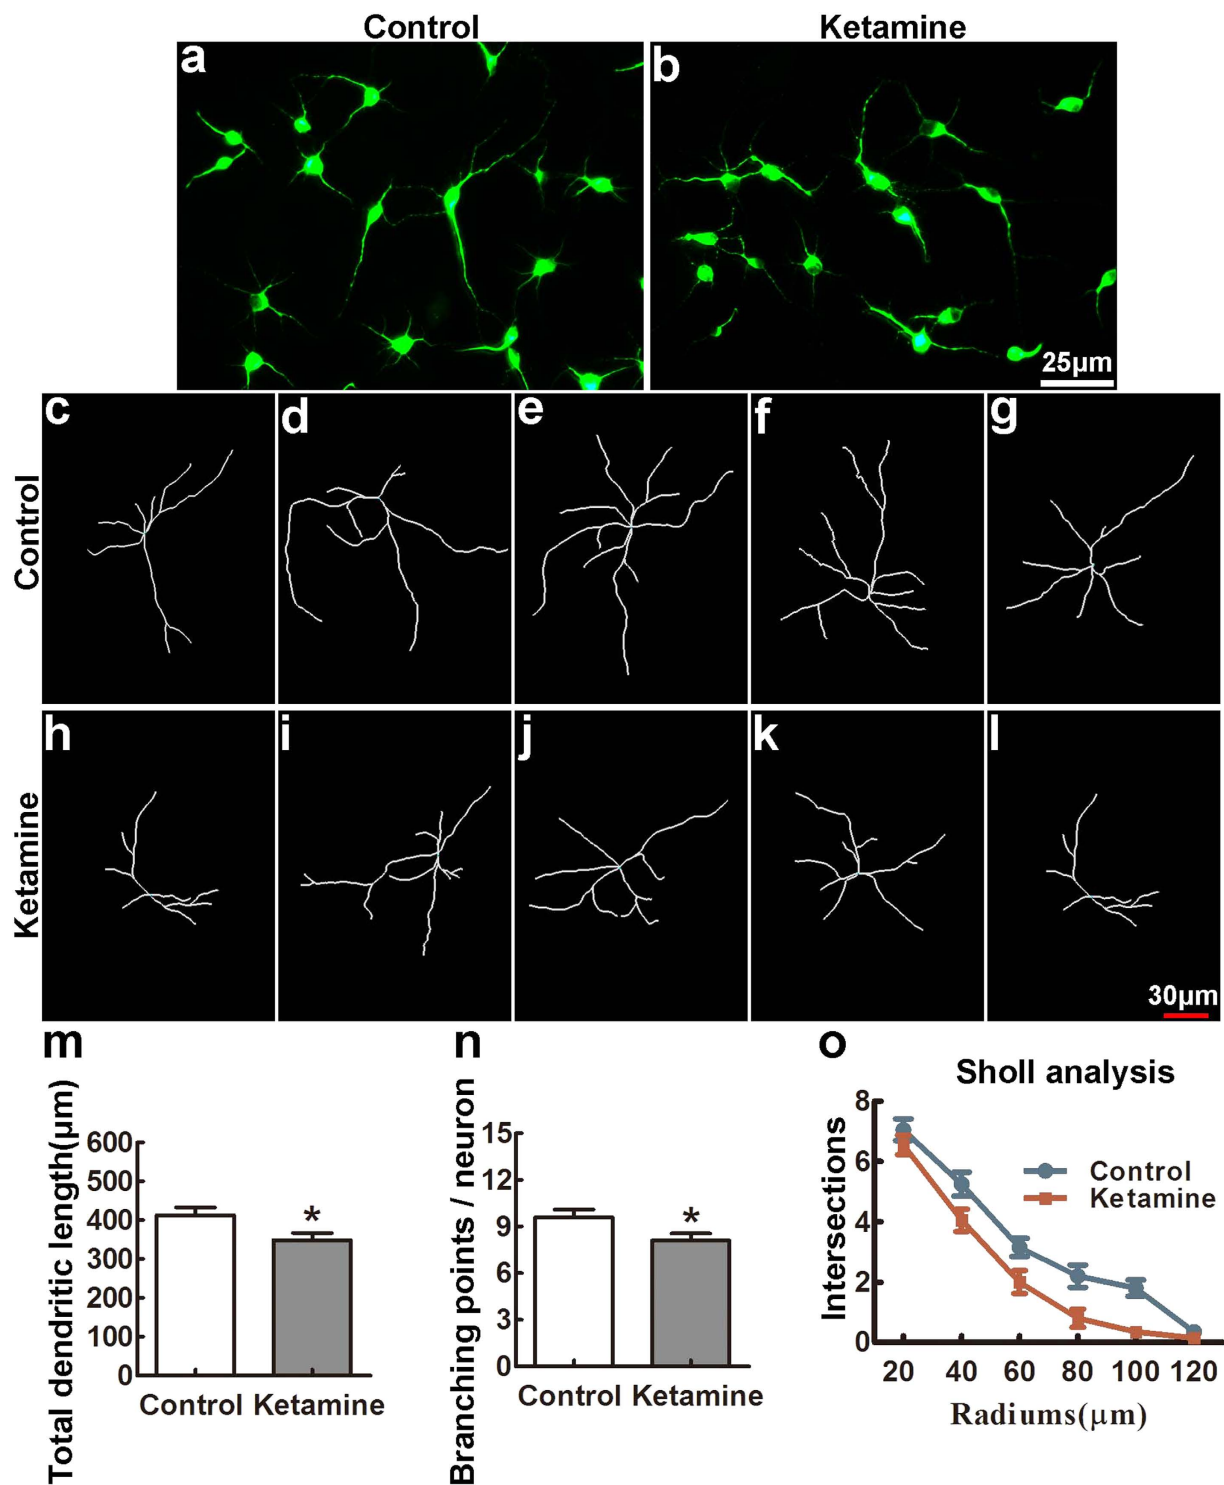 Control
Ketamine
a
b
25μm
Control
c
d
e
f
g
Ketamine
h
i
j
k
l
30μm
m
Total dendritic length(μm)
600
500
400
300
200
100
0
*
Control Ketamine
n
Branching points / neuron
15
12
9
6
3
0
*
Control Ketamine
o
Sholl analysis
Intersections
8
6
4
2
0
Control
Ketamine
20 40 60 80 100 120
Radiums(μm)